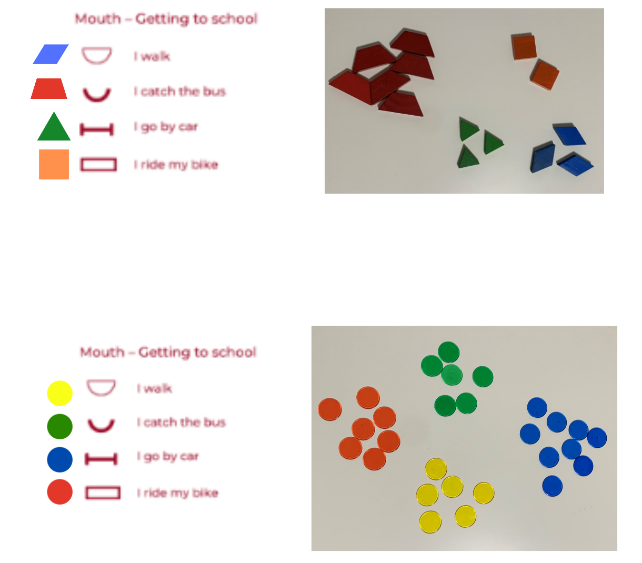 Mouth – Getting to school
I walk
I catch the bus
I go by car
I ride my bike
Mouth – Getting to school
I walk
I catch the bus
I go by car
I ride my bike